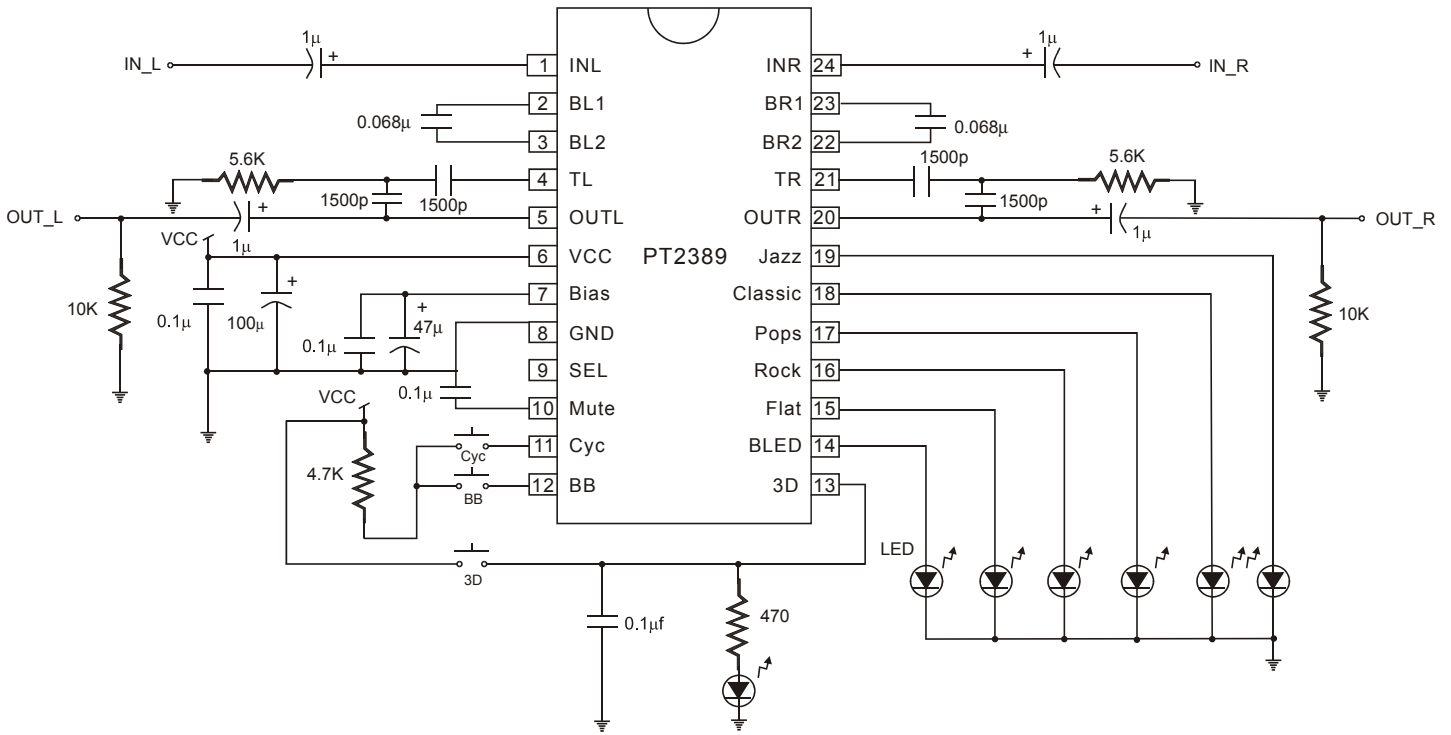 1µ
+
IN_L
1 INL
INR 24
+
1µ
IN_R
2 BL1
BR1 23
0.068µ
0.068µ
3 BL2
BR2 22
5.6K
1500p
5.6K
4 TL
TR 21
1500p
1500p
1500p
OUT_L
+
1µ
5 OUTL
OUTR 20
+
1µ
OUT_R
VCC
6 VCC
PT2389
Jazz 19
+
10K
0.1µ
100µ
7 Bias
Classic 18
10K
+
47µ
0.1µ
8 GND
Pops 17
9 SEL
Rock 16
VCC
0.1µ
10 Mute
Flat 15
Cyc
11 Cyc
BLED 14
4.7K
BB
12 BB
3D 13
3D
LED
0.1µf
470